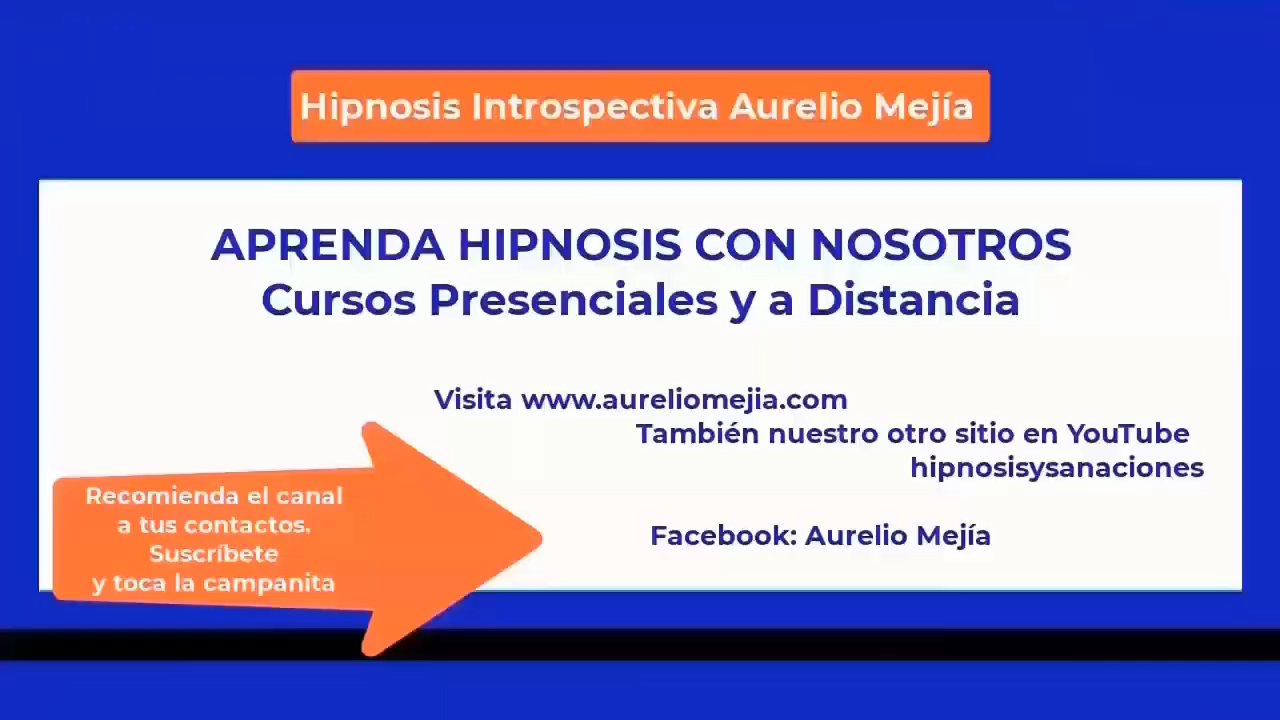 Hipnosis Introspectiva Aurelio Mejía
APRENDA HIPNOSIS CON NOSOTROS
Cursos Presenciales y a Distancia
Visita www.aureliomejia.com
También nuestro otro sitio en YouTube
hipnosisysanaciones
Facebook: Aurelio Mejía
Recomienda el canal
a tus contactos.
Suscríbete
y toca la campanita